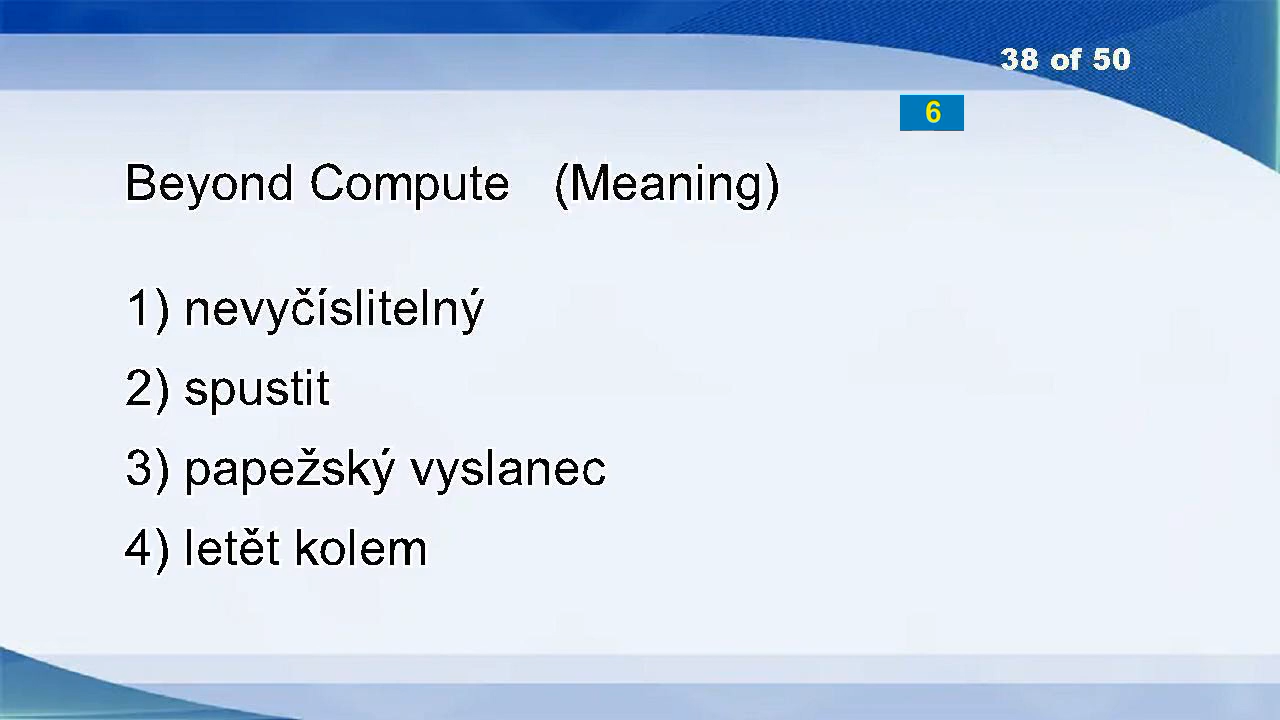 38 of 50
6
Beyond Compute (Meaning)
1) nevyčíslitelný
2) spustit
3) papežský vyslanec
4) letět kolem